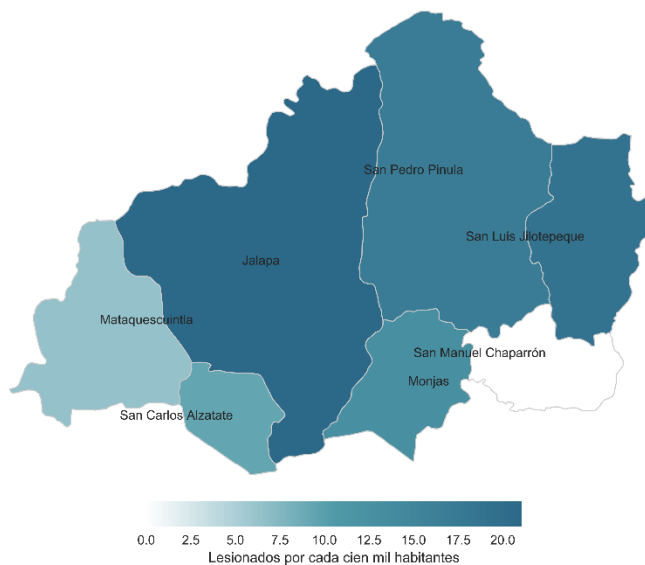 San Pedro Pinula
San Luis Jilotepeque
Jalapa
Mataquescuintla
San Manuel Chaparrón
Monjas
San Carlos Alzatate
0.0 2.5 5.0 7.5 10.0 12.5 15.0 17.5 20.0
Lesionados por cada cien mil habitantes